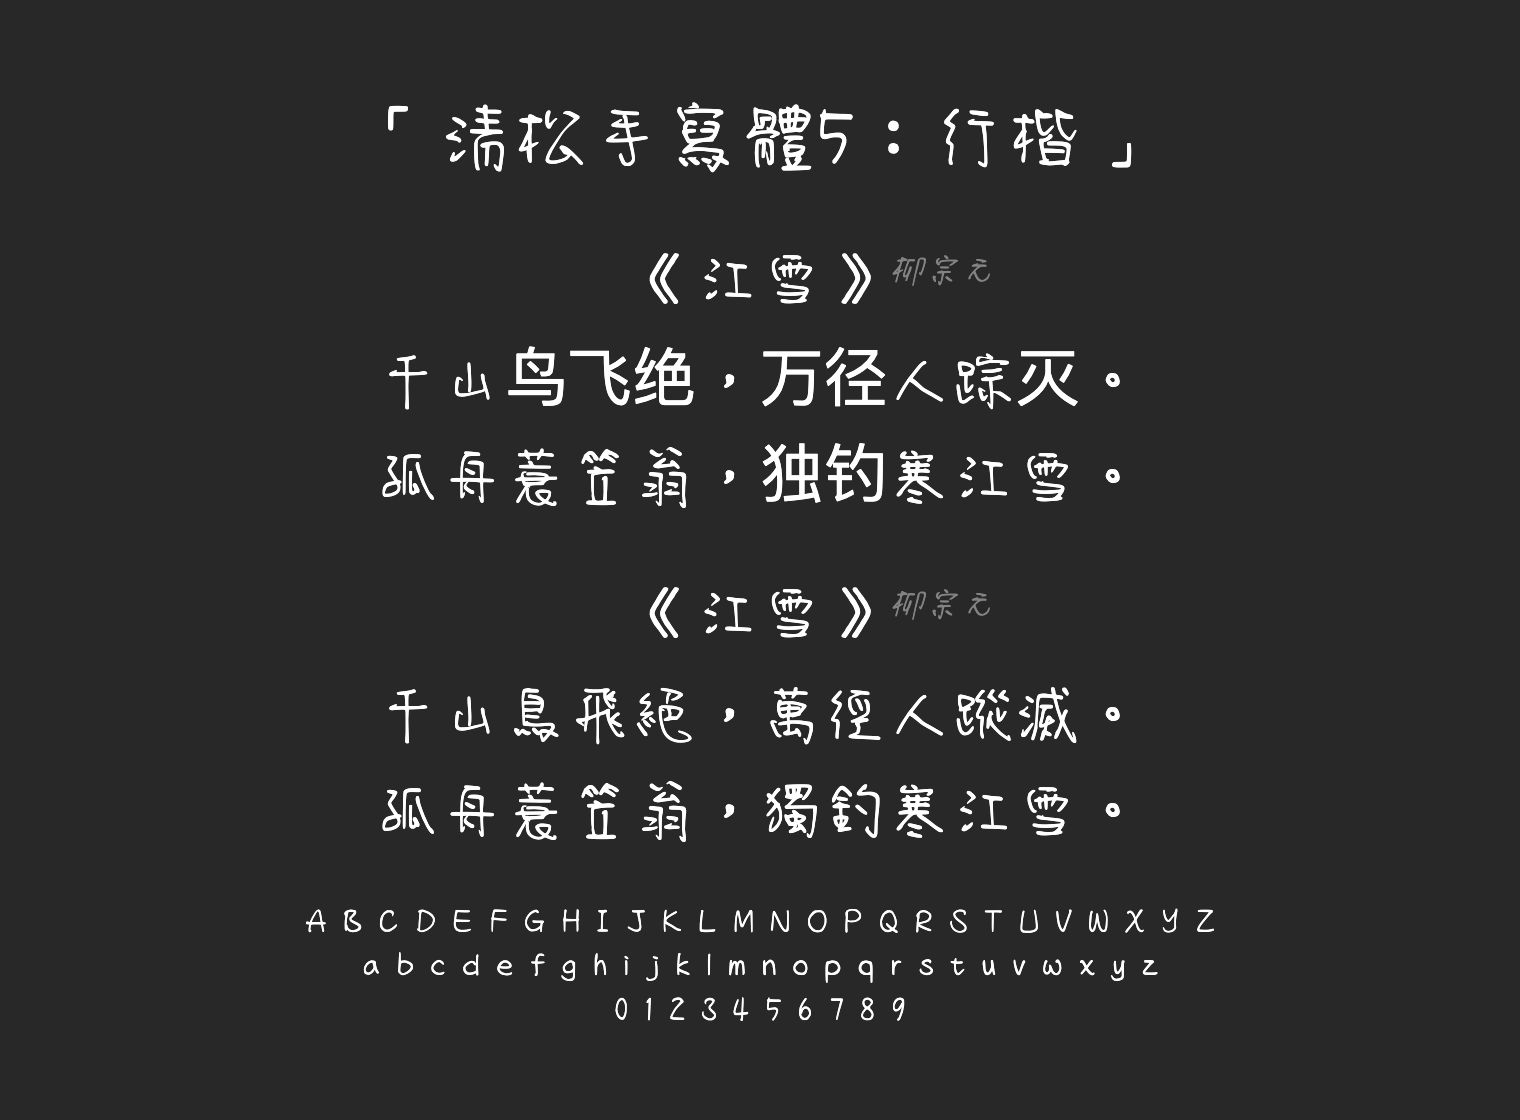 「清松手寫體5：行楷」
《江雪》柳宗元
千山鸟飞绝，万径人踪灭。
孤舟蓑笠翁，独钓寒江雪。
《江雪》柳宗元
千山鳥飛絕，萬徑人蹤滅。
孤舟蓑笠翁，獨釣寒江雪。
A B C D E F G H I J K L M N O P Q R S T U V W X Y Z
a b c d e f g h i j k l m n o p q r s t u v w x y z
0 1 2 3 4 5 6 7 8 9